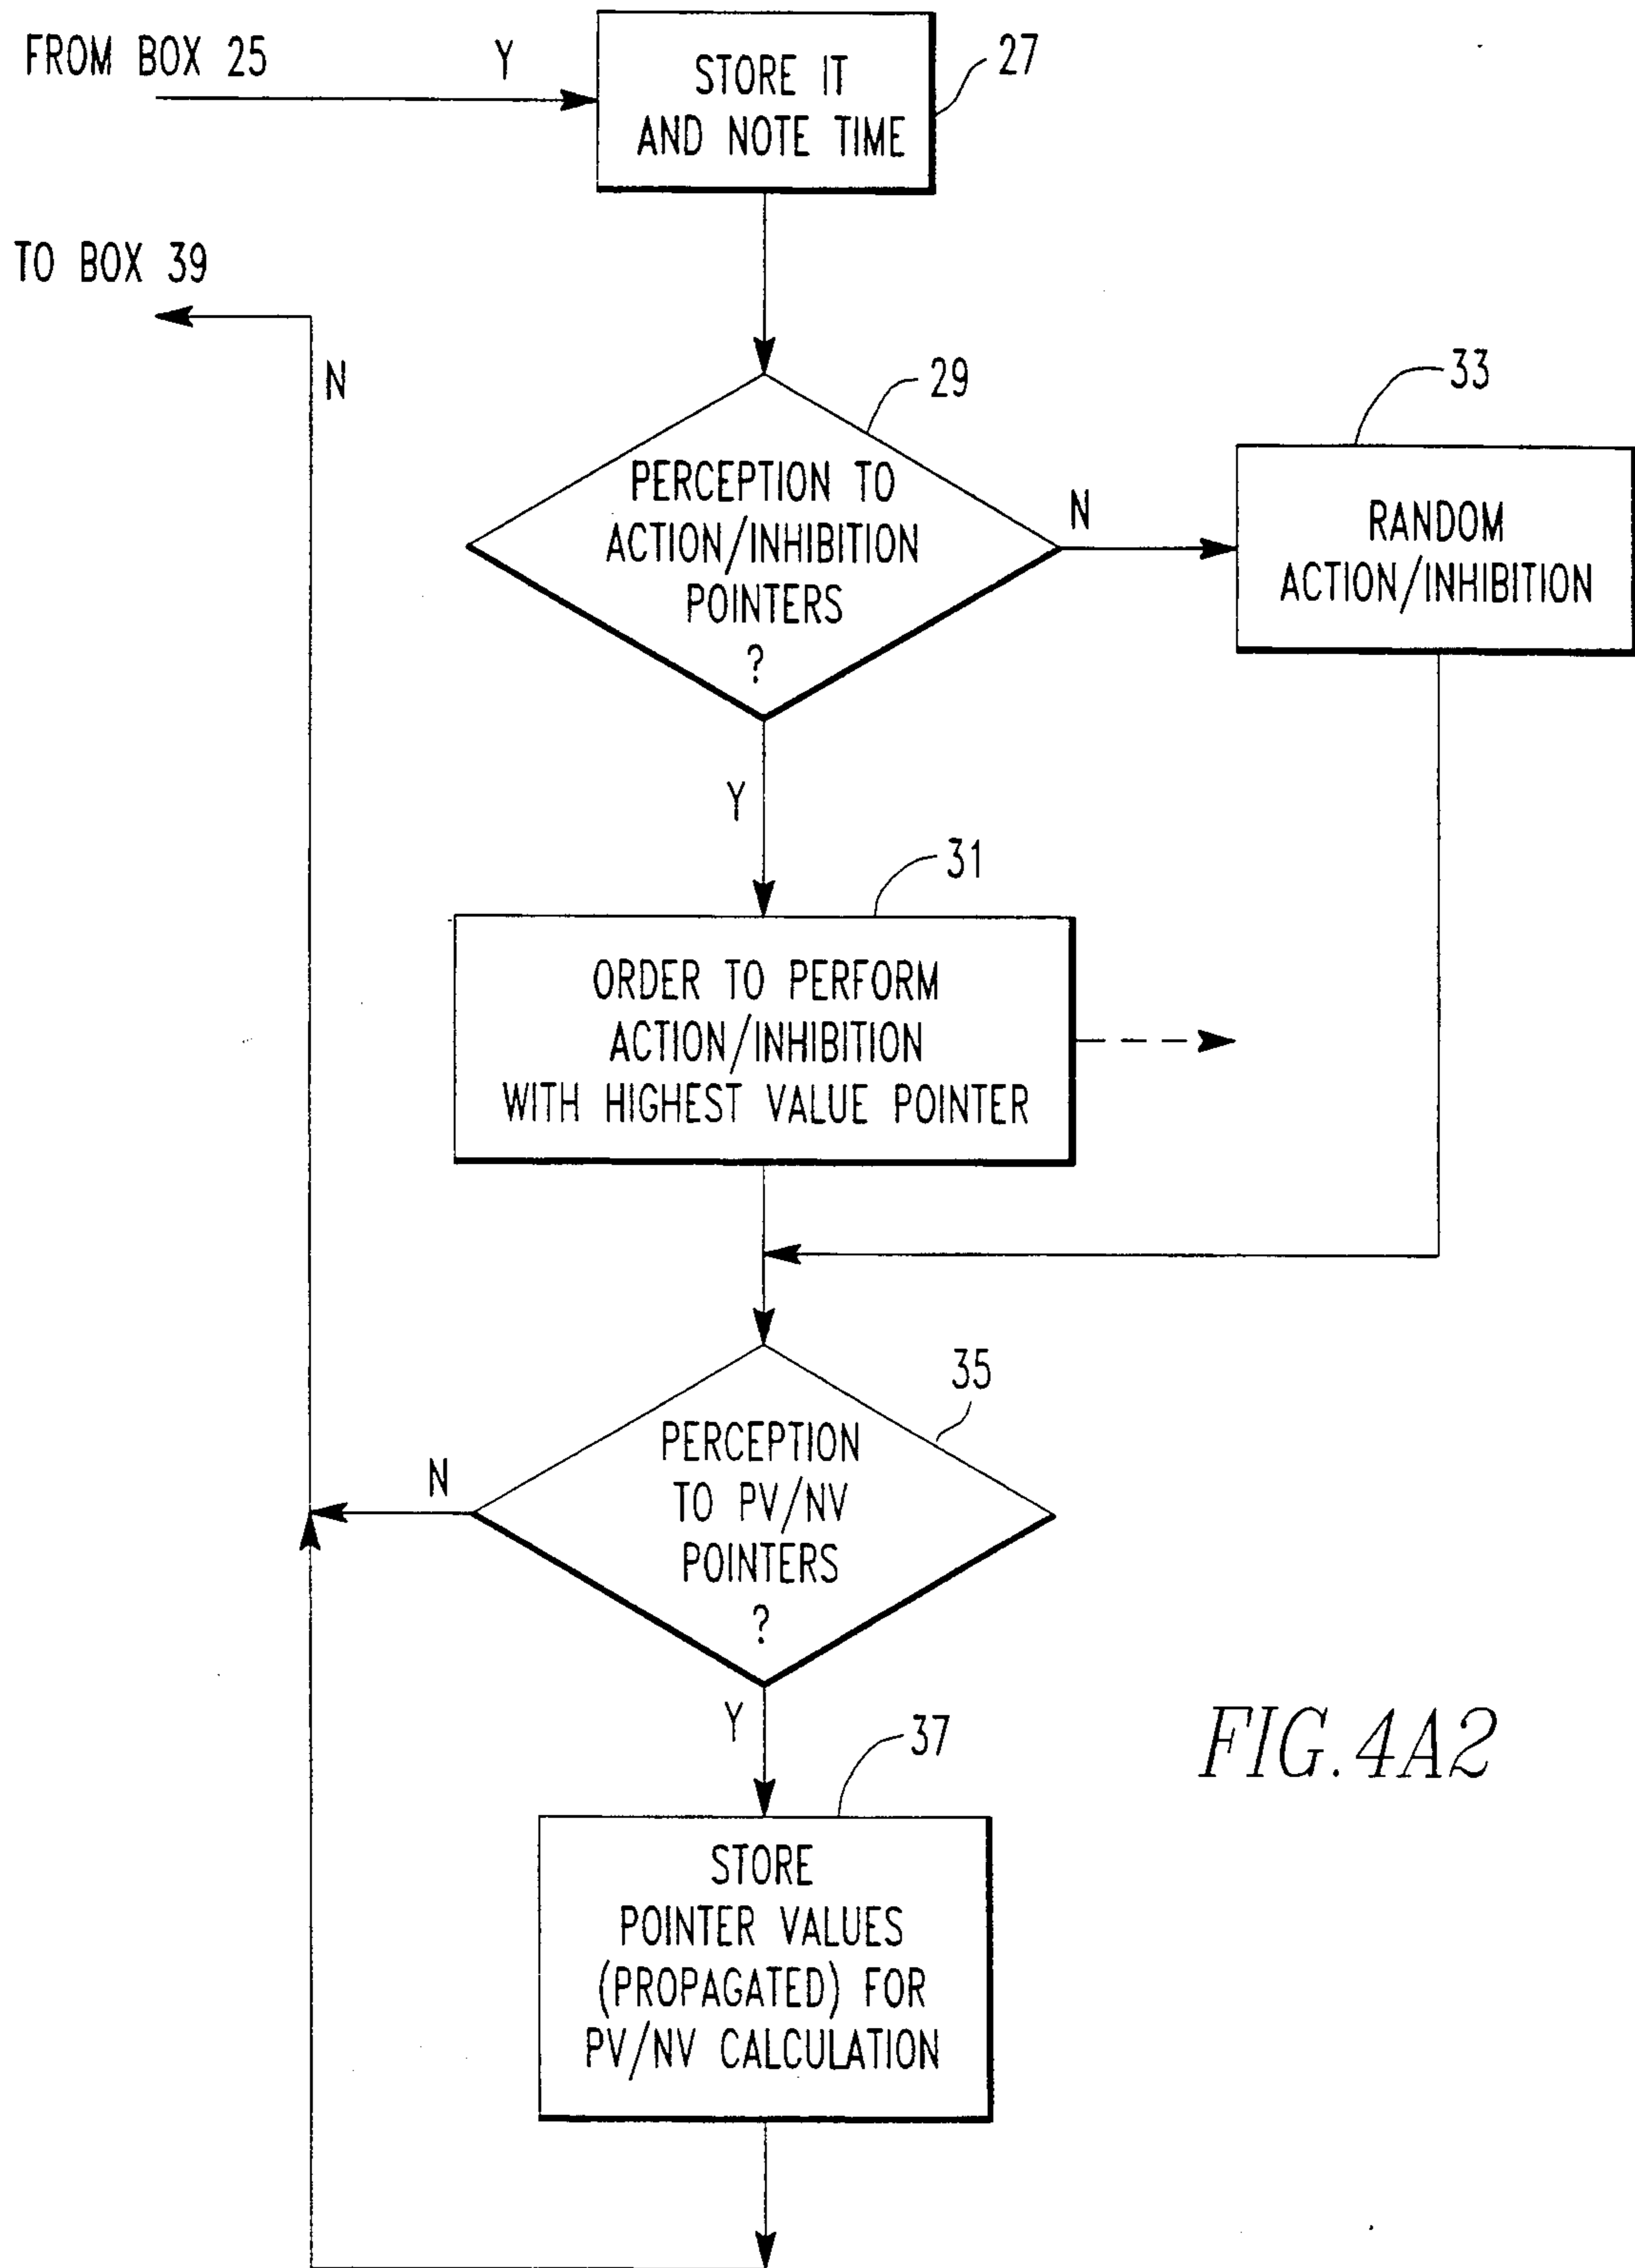 FROM BOX 25
Y
STORE IT
AND NOTE TIME
27
TO BOX 39
N
29
PERCEPTION TO
ACTION/INHIBITION
POINTERS
?
N
33
RANDOM
ACTION/INHIBITION
Y
31
ORDER TO PERFORM
ACTION/INHIBITION
WITH HIGHEST VALUE POINTER
35
PERCEPTION
TO PV/NV
POINTERS
?
N
Y
37
STORE
POINTER VALUES
(PROPAGATED) FOR
PV/NV CALCULATION
FIG.4A2